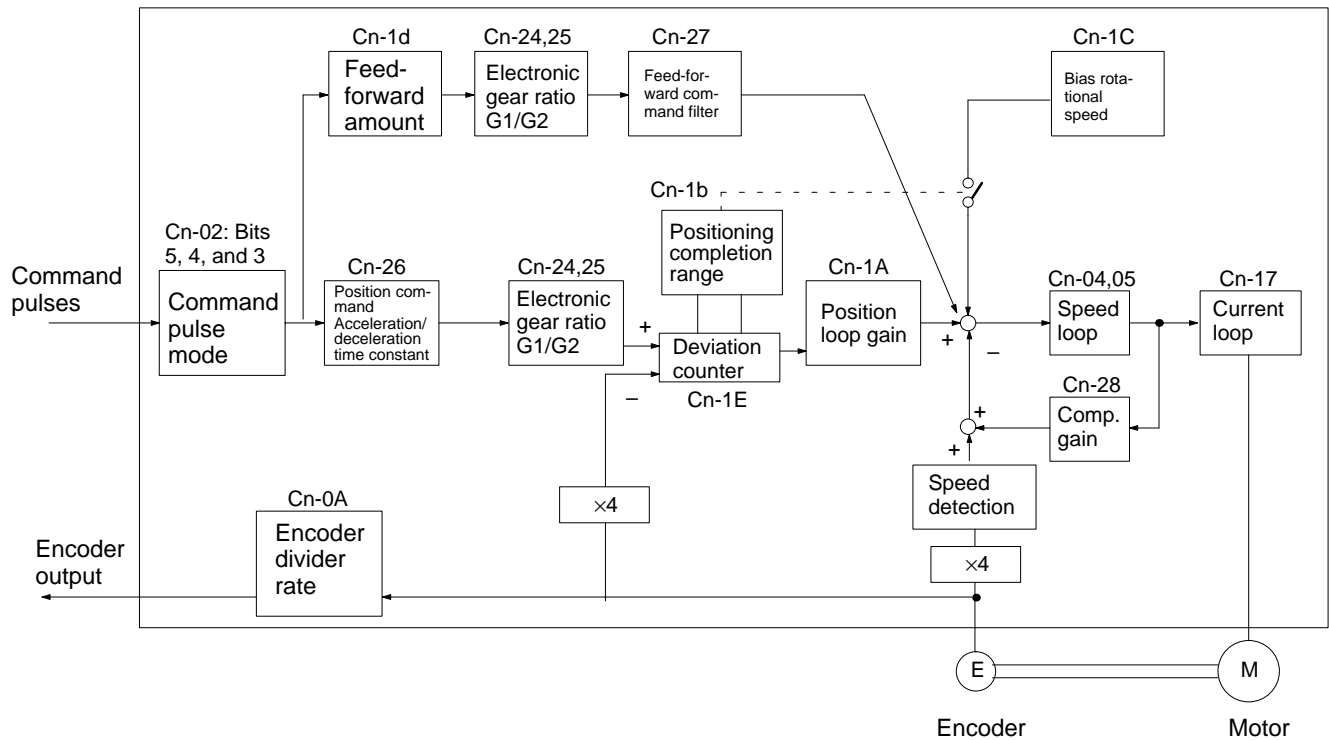 Cn-1d
Feed-
forward
amount
Cn-24,25
Electronic
gear ratio
G1/G2
Cn-27
Feed-for-
ward com-
mand filter
Cn-1C
Bias rota-
tional
speed
Cn-1b
Positioning
completion
range
Command
pulses
Cn-02: Bits
5, 4, and 3
Command
pulse
mode
Cn-26
Position com-
mand
Acceleration/
deceleration
time constant
Cn-24,25
Electronic
gear ratio
G1/G2
+
−
Deviation
counter
Cn-1E
Cn-1A
Position
loop gain
+
−
Cn-04,05
Speed
loop
Cn-17
Current
loop
Cn-28
Comp.
gain
+
+
Speed
detection
×4
×4
Cn-0A
Encoder
divider
rate
Encoder
output
E
M
Encoder
Motor